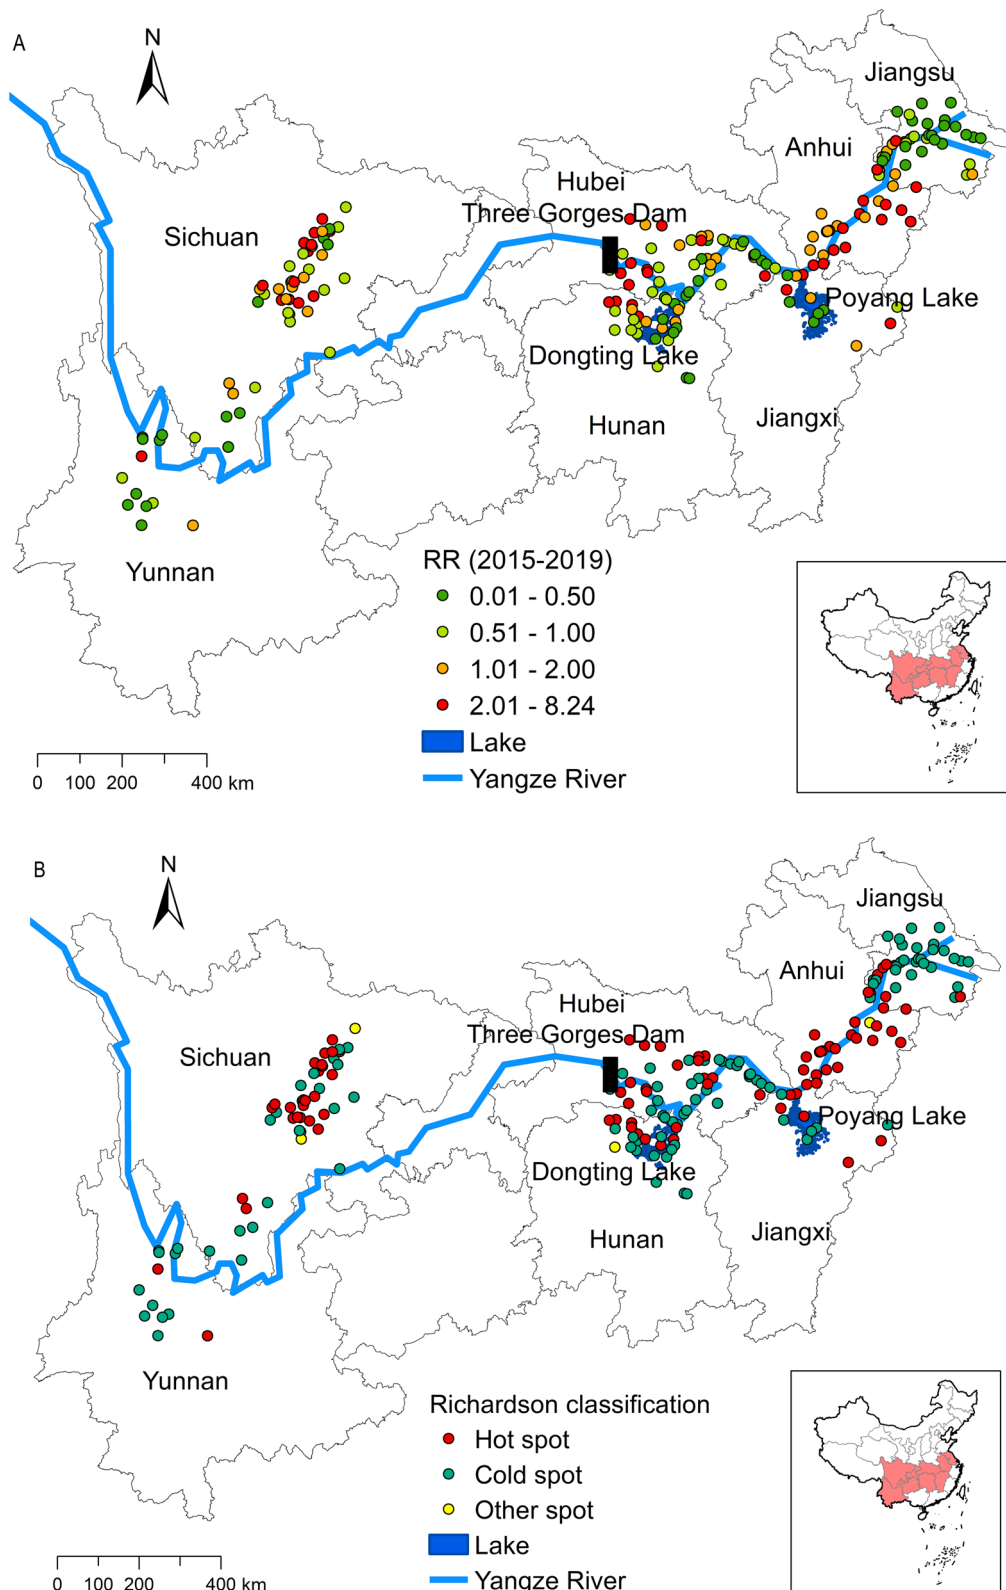 A
N
Jiangsu
Anhui
Hubei
Three Gorges Dam
Sichuan
Poyang Lake
Dongting Lake
Hunan
Jiangxi
Yunnan
RR (2015-2019)
0.01 - 0.50
0.51 - 1.00
1.01 - 2.00
2.01 - 8.24
Lake
Yangze River
0 100 200 400 km
B
N
Jiangsu
Anhui
Hubei
Three Gorges Dam
Sichuan
Poyang Lake
Dongting Lake
Hunan
Jiangxi
Yunnan
Richardson classification
Hot spot
Cold spot
Other spot
Lake
Yangze River
0 100 200 400 km